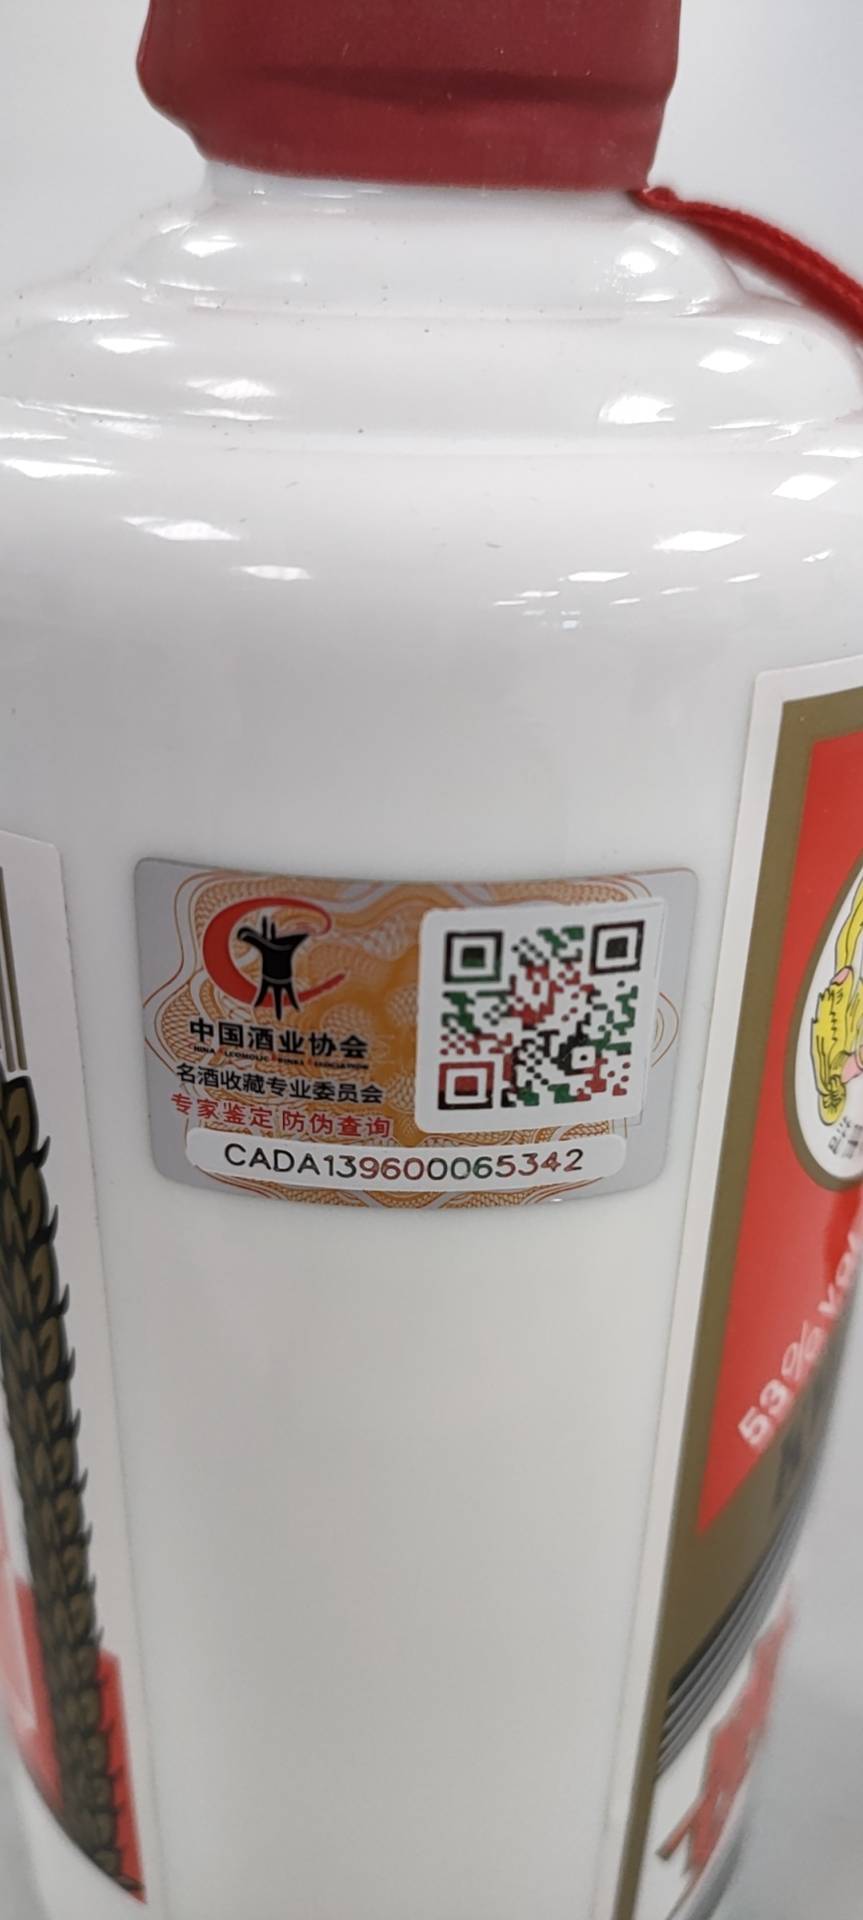 中国酒业协会
名酒收藏专业委员会
专家鉴定 防伪查询
CADA139600065342
53% vol